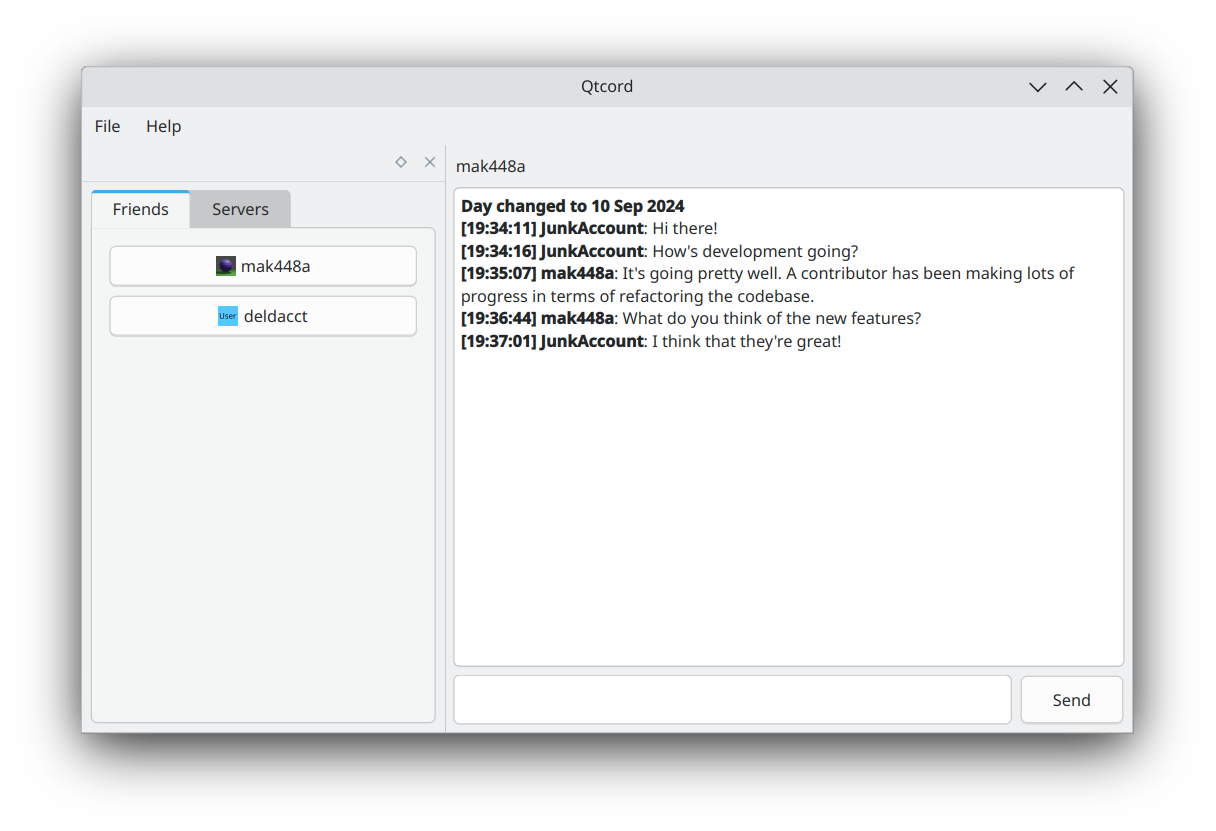 Qtcord
File Help
mak448a
Friends Servers
mak448a
User deldacct
Day changed to 10 Sep 2024
[19:34:11] JunkAccount: Hi there!
[19:34:16] JunkAccount: How's development going?
[19:35:07] mak448a: It's going pretty well. A contributor has been making lots of
progress in terms of refactoring the codebase.
[19:36:44] mak448a: What do you think of the new features?
[19:37:01] JunkAccount: I think that they're great!
Send